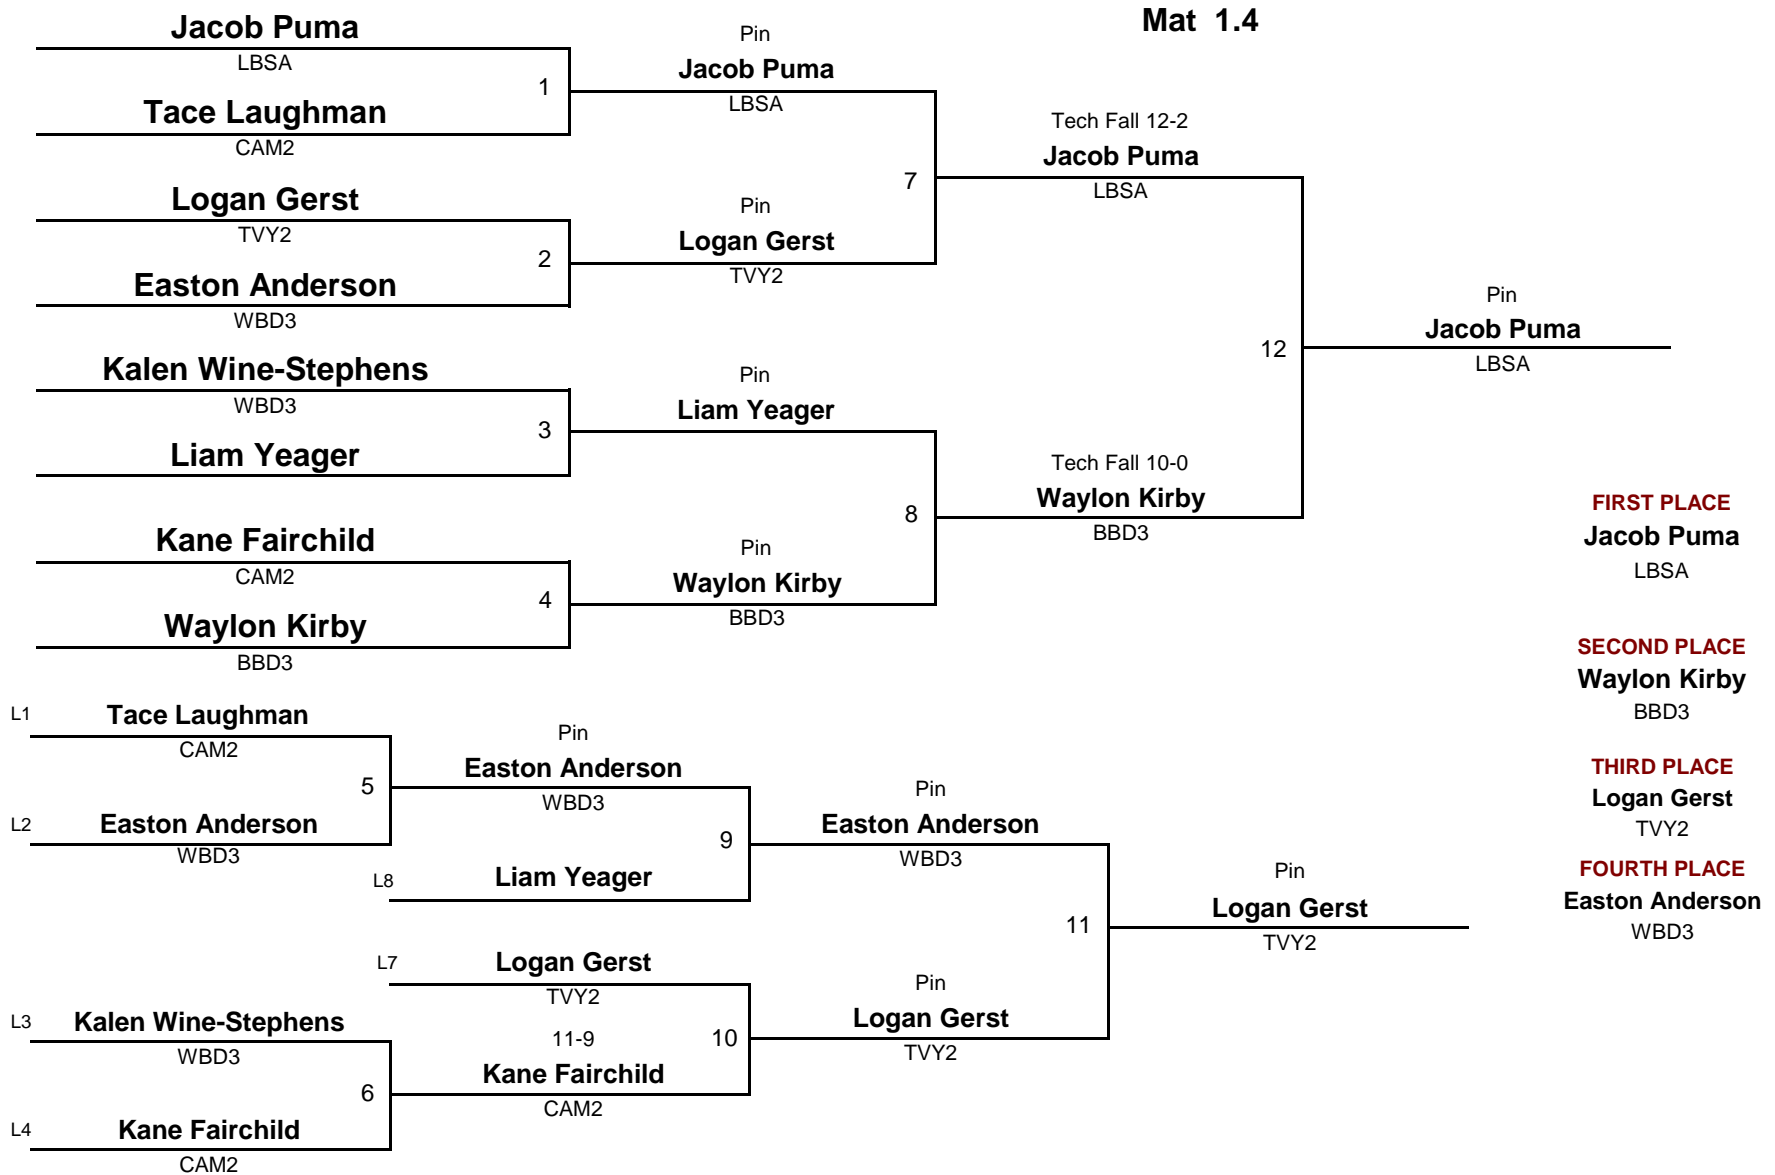 Mat 1.4
Jacob Puma
LBSA
1
Tace Laughman
CAM2
Logan Gerst
TVY2
2
Easton Anderson
WBD3
Kalen Wine-Stephens
WBD3
3
Liam Yeager
Kane Fairchild
CAM2
4
Waylon Kirby
BBD3
Pin
Jacob Puma
LBSA
7
Pin
Logan Gerst
TVY2
Pin
Liam Yeager
8
Pin
Waylon Kirby
BBD3
Tech Fall 12-2
Jacob Puma
LBSA
12
Tech Fall 10-0
Waylon Kirby
BBD3
Pin
Jacob Puma
LBSA
L1
Tace Laughman
CAM2
5
L2
Easton Anderson
WBD3
L3
Kalen Wine-Stephens
WBD3
6
L4
Kane Fairchild
CAM2
Pin
Easton Anderson
WBD3
9
L8
Liam Yeager
L7
Logan Gerst
TVY2
10
11-9
Kane Fairchild
CAM2
Pin
Easton Anderson
WBD3
11
Pin
Logan Gerst
TVY2
Pin
Logan Gerst
TVY2
FIRST PLACE
Jacob Puma
LBSA
SECOND PLACE
Waylon Kirby
BBD3
THIRD PLACE
Logan Gerst
TVY2
FOURTH PLACE
Easton Anderson
WBD3